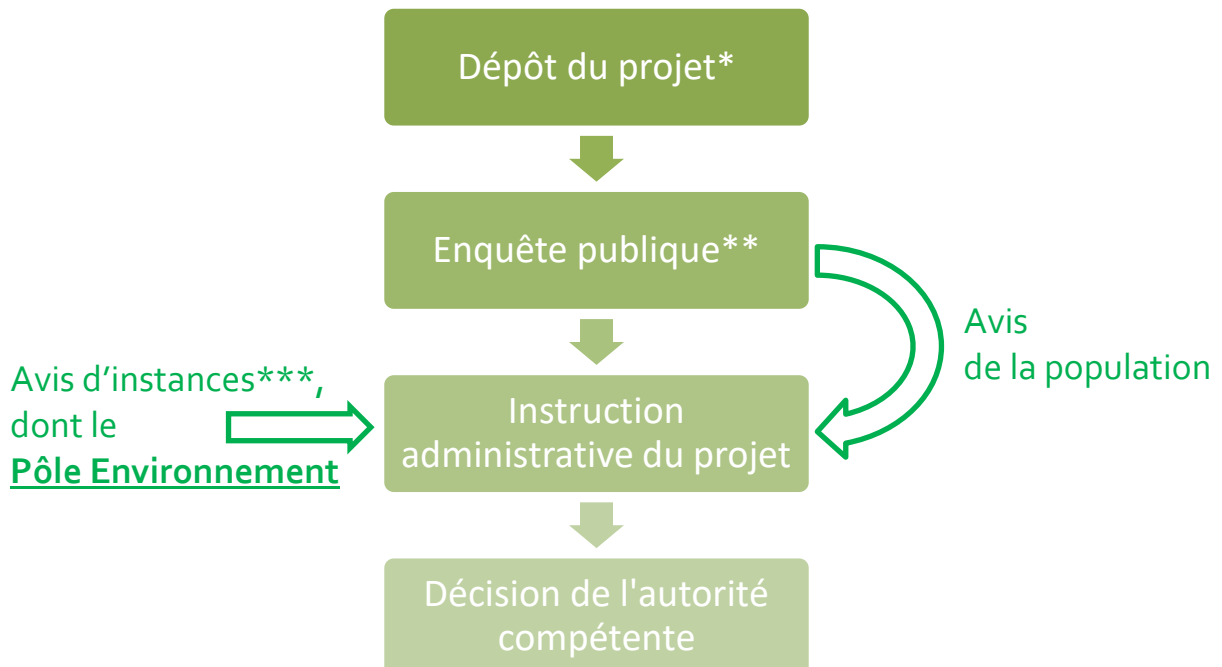 Dépôt du projet*
Enquête publique**
Avis
de la population
Avis d’instances***,
dont le
Pôle Environnement
Instruction
administrative du projet
Décision de l'autorité
compétente